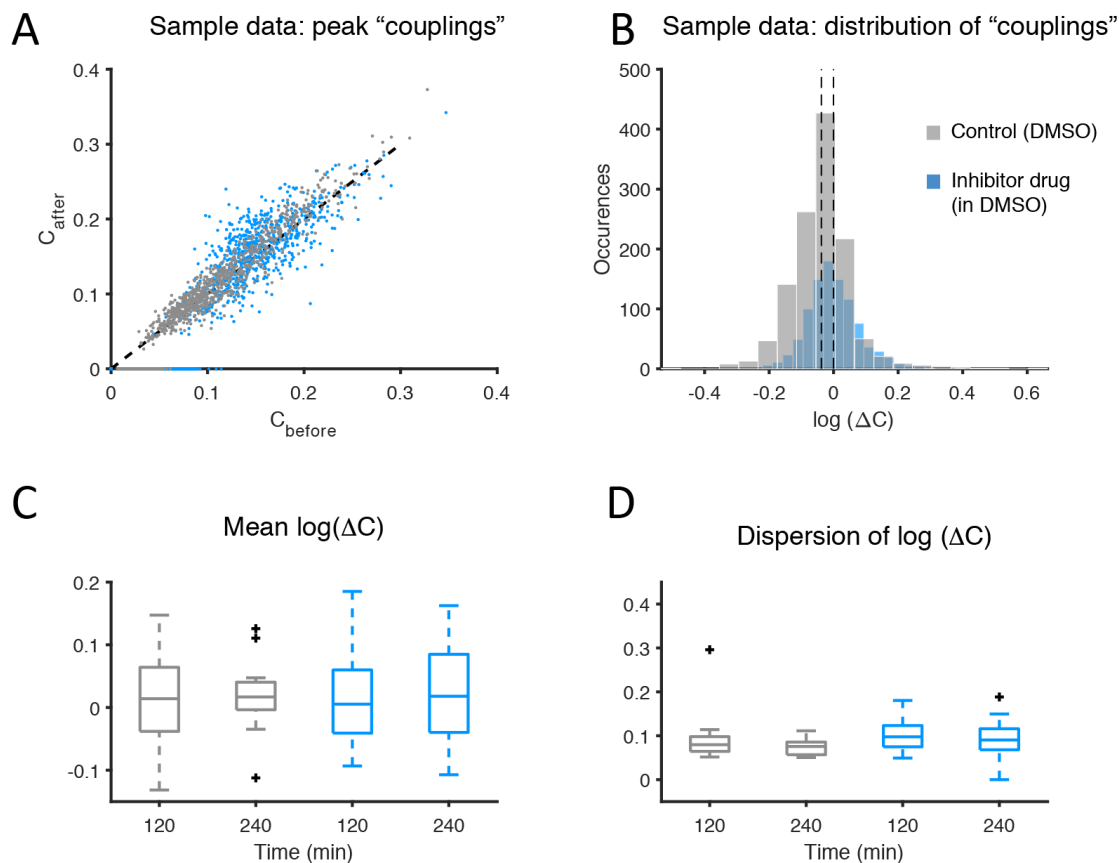 A
Sample data: peak “couplings”
0.4
0.3
0.2
0.1
0
C after
0
0.1
0.2
0.3
0.4
C before
B
Sample data: distribution of “couplings”
500
400
300
200
100
0
Occurences
Control (DMSO)
Inhibitor drug
(in DMSO)
-0.4
-0.2
0
0.2
0.4
0.6
log (ΔC)
C
Mean log(ΔC)
0.2
0.1
0
-0.1
120
240
120
240
Time (min)
D
Dispersion of log (ΔC)
0.4
0.3
0.2
0.1
0
120
240
120
240
Time (min)